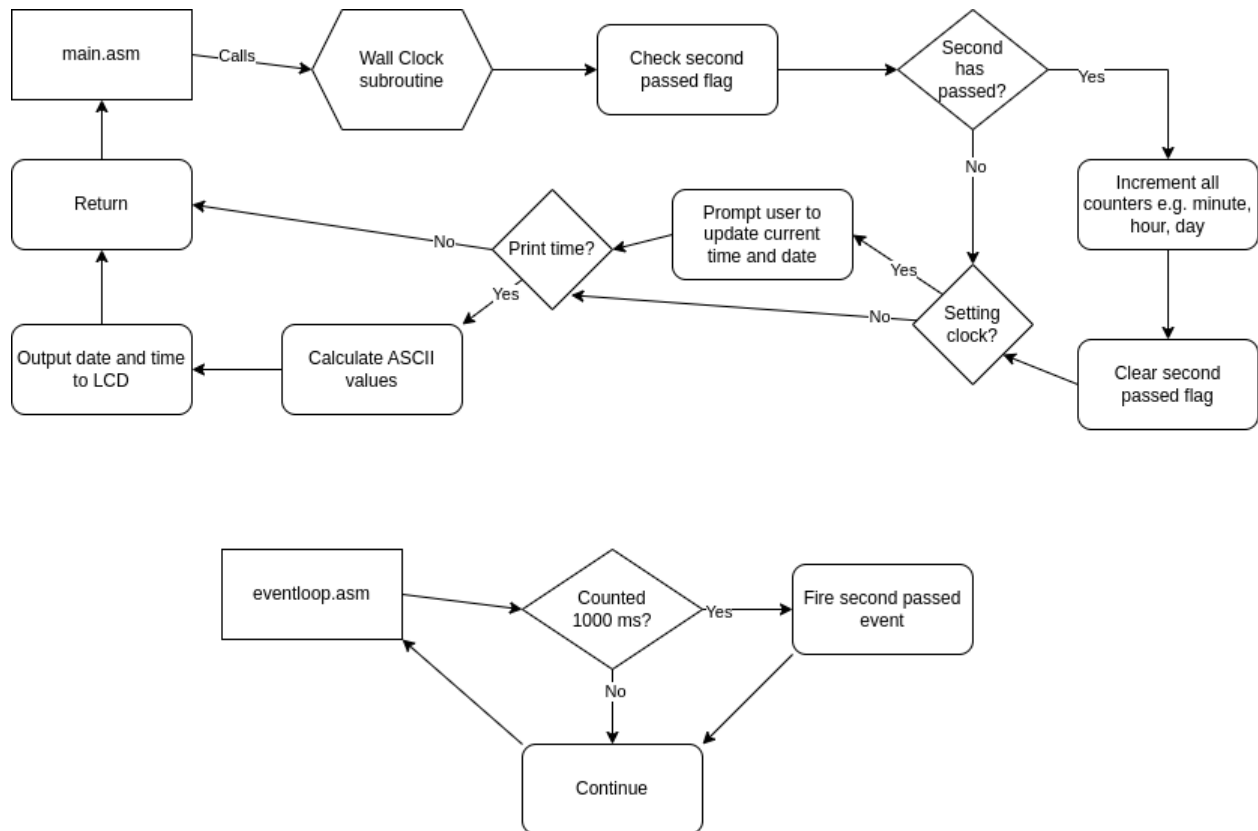 main.asm
Calls
Wall Clock
subroutine
Check second
passed flag
Second
has
passed?
Yes
No
Increment all
counters e.g. minute,
hour, day
Clear second
passed flag
Setting
clock?
Yes
No
Prompt user to
update current
time and date
Print time?
No
Yes
Return
Calculate ASCII
values
Output date and time
to LCD
eventloop.asm
Counted
1000 ms?
Yes
No
Fire second passed
event
Continue